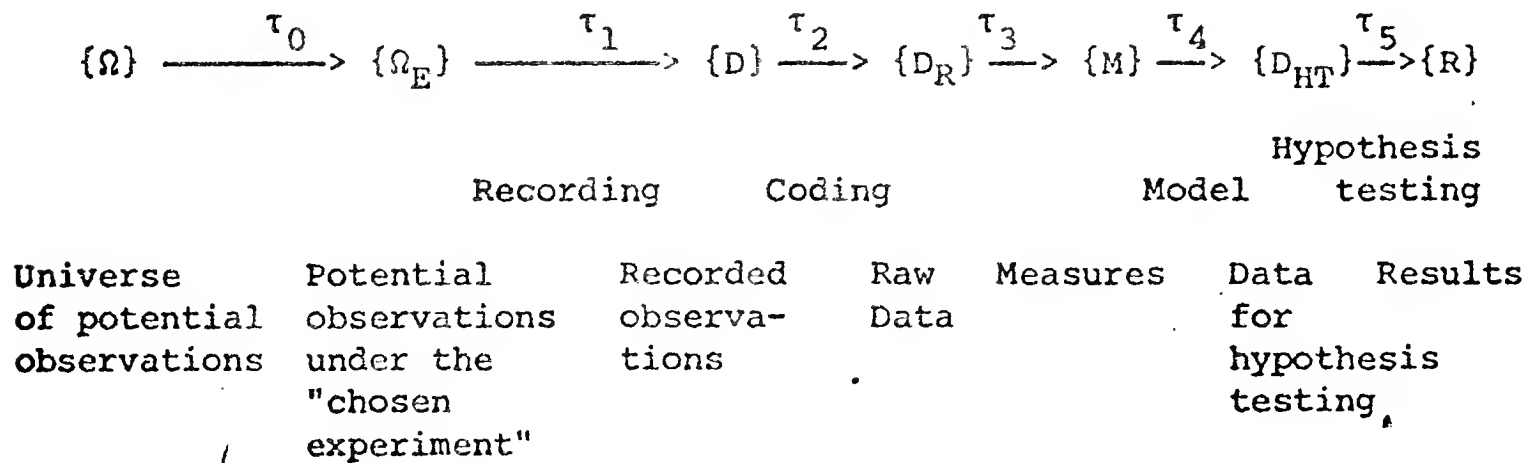 τ0 τ1 τ2 τ3 τ4 τ5
{Ω} ⟶ {Ω_E} ⟶ {D} ⟶ {D_R} ⟶ {M} ⟶ {D_HT} ⟶ {R}
Hypothesis
Recording Coding Model testing
Universe Potential Recorded Raw Measures Data Results
of potential observations observa- Data for
observations under the tions hypothesis
"chosen testing
experiment"